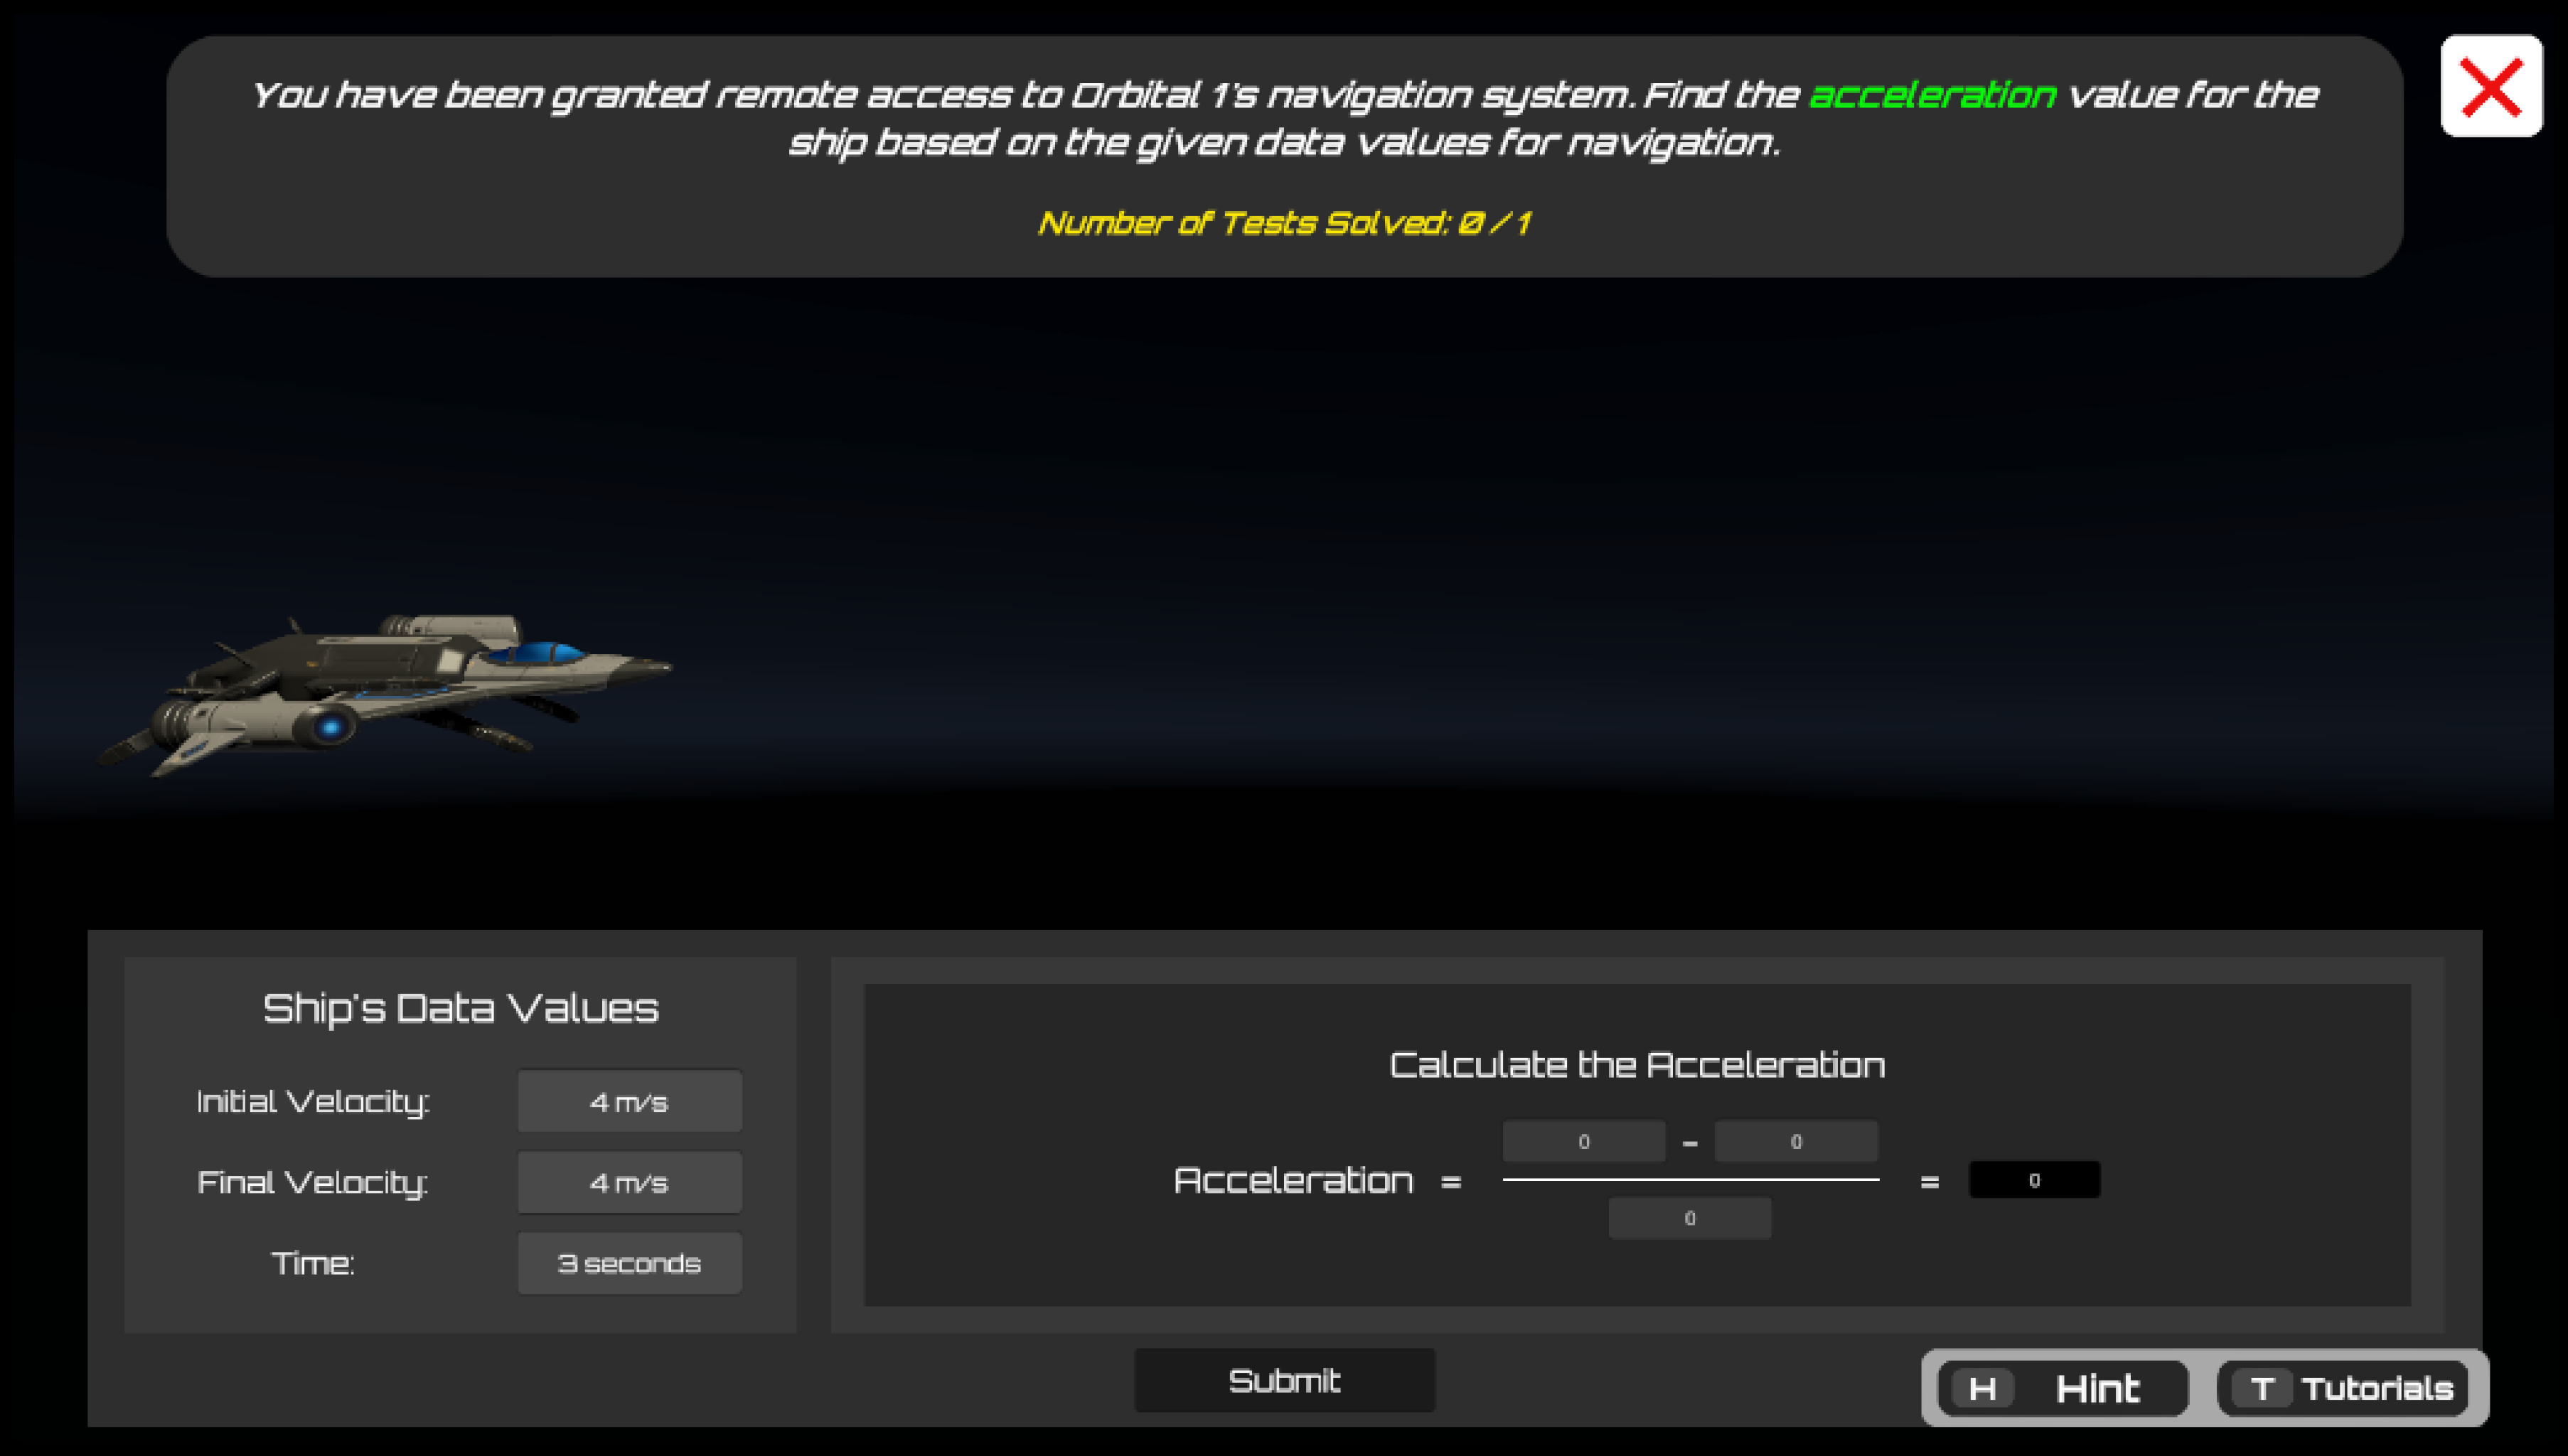 You have been granted remote access to Orbital 1's navigation system. Find the acceleration value for the
ship based on the given data values for navigation.
Number of Tests Solved: 0 / 1
Ship's Data Values
Initial Velocity: 4 m/s
Final Velocity: 4 m/s
Time: 3 seconds
Calculate the Acceleration
0 - 0
Acceleration = = 0
0
Submit
H Hint T Tutorials